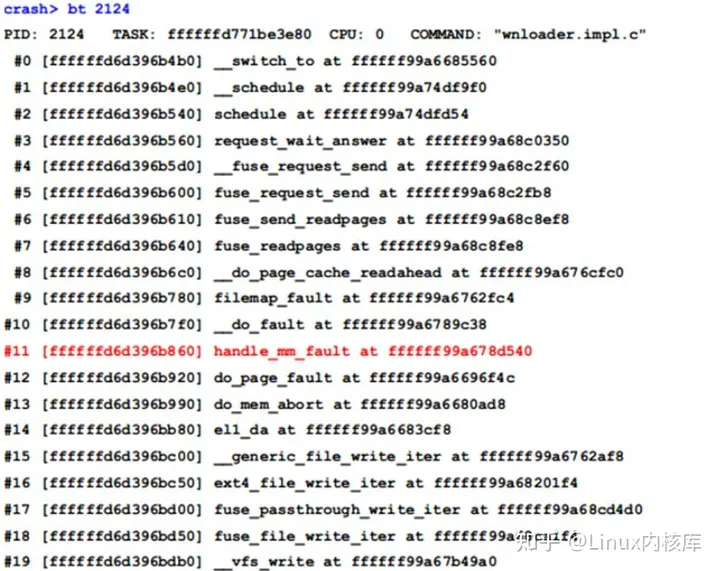 crash> bt 2124
PID: 2124 TASK: ffffffd771be3e80 CPU: 0 COMMAND: "wnloader.impl.c"
#0 [ffffffd6d396b4b0] __switch_to at ffffff99a6685560
#1 [ffffffd6d396b4e0] __schedule at ffffff99a74df9f0
#2 [ffffffd6d396b540] schedule at ffffff99a74dfd54
#3 [ffffffd6d396b560] request_wait_answer at ffffff99a68c0350
#4 [ffffffd6d396b5d0] __fuse_request_send at ffffff99a68c2f60
#5 [ffffffd6d396b600] fuse_request_send at ffffff99a68c2fb8
#6 [ffffffd6d396b610] fuse_send_readpages at ffffff99a68c8ef8
#7 [ffffffd6d396b640] fuse_readpages at ffffff99a68c8fe8
#8 [ffffffd6d396b6c0] __do_page_cache_readahead at ffffff99a676cfc0
#9 [ffffffd6d396b780] filemap_fault at ffffff99a6762fc4
#10 [ffffffd6d396b7f0] __do_fault at ffffff99a6789c38
#11 [ffffffd6d396b860] handle_mm_fault at ffffff99a678d540
#12 [ffffffd6d396b920] do_page_fault at ffffff99a6696f4c
#13 [ffffffd6d396b990] do_mem_abort at ffffff99a6680ad8
#14 [ffffffd6d396bb80] el1_da at ffffff99a6683cf8
#15 [ffffffd6d396bc00] __generic_file_write_iter at ffffff99a6762af8
#16 [ffffffd6d396bc50] ext4_file_write_iter at ffffff99a68201f4
#17 [ffffffd6d396bd00] fuse_passthrough_write_iter at ffffff99a68cd4d0
#18 [ffffffd6d396bd50] fuse_file_write_iter at
#19 [ffffffd6d396bdb0] __vfs_write at ffffff99a67b49a0
知乎 @Linux内核库